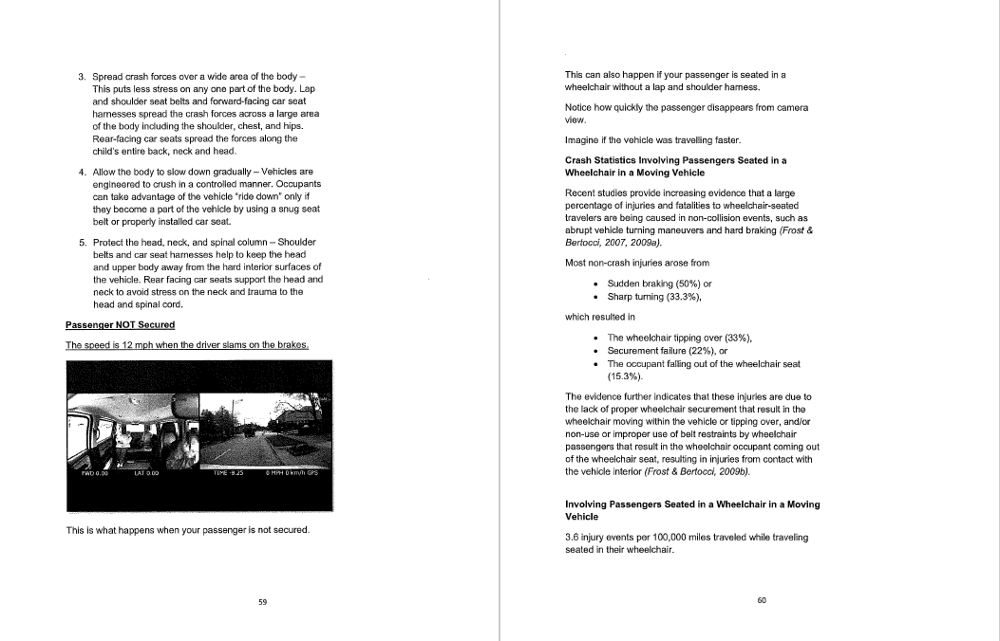 3. Spread crash forces over a wide area of the body –
This puts less stress on any one part of the body. Lap
and shoulder seat belts and forward-facing car seat
harnesses spread the crash forces across a large area
of the body including the shoulder, chest, and hips.
Rear-facing car seats spread the forces along the
child's entire back, neck and head.
4. Allow the body to slow down gradually – Vehicles are
engineered to crush in a controlled manner. Occupants
can take advantage of the vehicle "ride down" only if
they become a part of the vehicle by using a snug seat
belt or properly installed car seat.
5. Protect the head, neck, and spinal column – Shoulder
belts and car seat harnesses help to keep the head
and upper body away from the hard interior surfaces of
the vehicle. Rear facing car seats support the head and
neck to avoid stress on the neck and trauma to the
head and spinal cord.
Passenger NOT Secured
The speed is 12 mph when the driver slams on the brakes.
FWD 0.00 LAT 0.00 TIME -8.25 0 MPH 0 km/h GPS
This is what happens when your passenger is not secured.
59
This can also happen if your passenger is seated in a
wheelchair without a lap and shoulder harness.
Notice how quickly the passenger disappears from camera
view.
Imagine if the vehicle was travelling faster.
Crash Statistics Involving Passengers Seated in a
Wheelchair in a Moving Vehicle
Recent studies provide increasing evidence that a large
percentage of injuries and fatalities to wheelchair-seated
travelers are being caused in non-collision events, such as
abrupt vehicle turning maneuvers and hard braking (Frost &
Bertocci, 2007, 2009a).
Most non-crash injuries arose from
• Sudden braking (50%) or
• Sharp turning (33.3%),
which resulted in
• The wheelchair tipping over (33%),
• Securement failure (22%), or
• The occupant falling out of the wheelchair seat
(15.3%).
The evidence further indicates that these injuries are due to
the lack of proper wheelchair securement that result in the
wheelchair moving within the vehicle or tipping over, and/or
non-use or improper use of belt restraints by wheelchair
passengers that result in the wheelchair occupant coming out
of the wheelchair seat, resulting in injuries from contact with
the vehicle interior (Frost & Bertocci, 2009b).
Involving Passengers Seated in a Wheelchair in a Moving
Vehicle
3.6 injury events per 100,000 miles traveled while traveling
seated in their wheelchair.
60